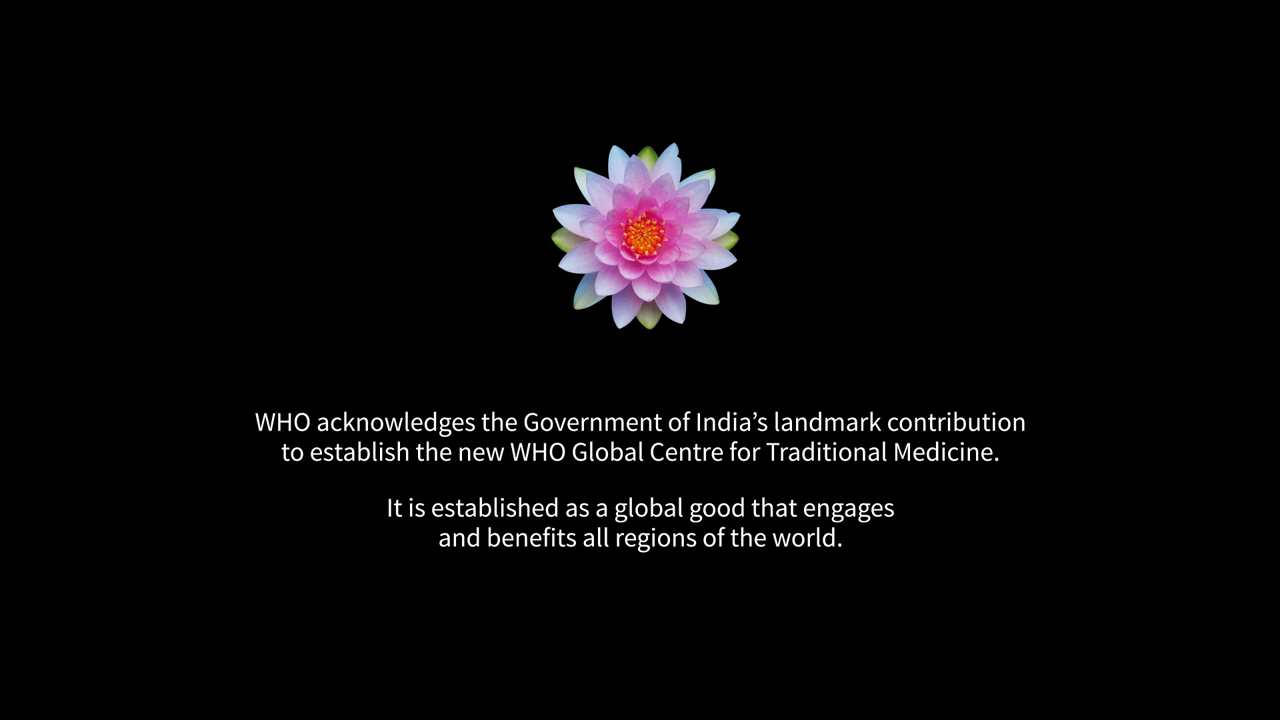 WHO acknowledges the Government of India’s landmark contribution
to establish the new WHO Global Centre for Traditional Medicine.
It is established as a global good that engages
and benefits all regions of the world.